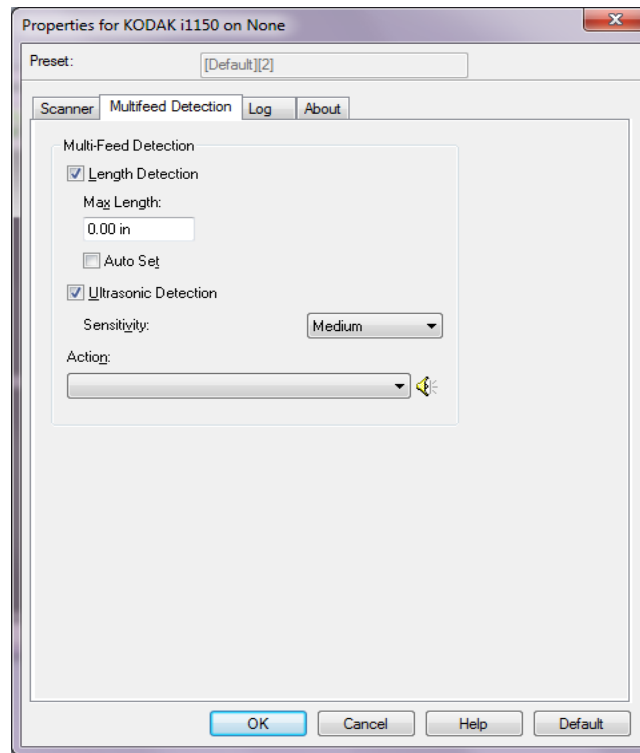 Properties for KODAK i1150 on None
Preset: [Default][2]
Scanner Multifeed Detection Log About
Multi-Feed Detection
Length Detection
Max Length:
0.00 in
Auto Set
Ultrasonic Detection
Sensitivity: Medium
Action:
OK Cancel Help Default